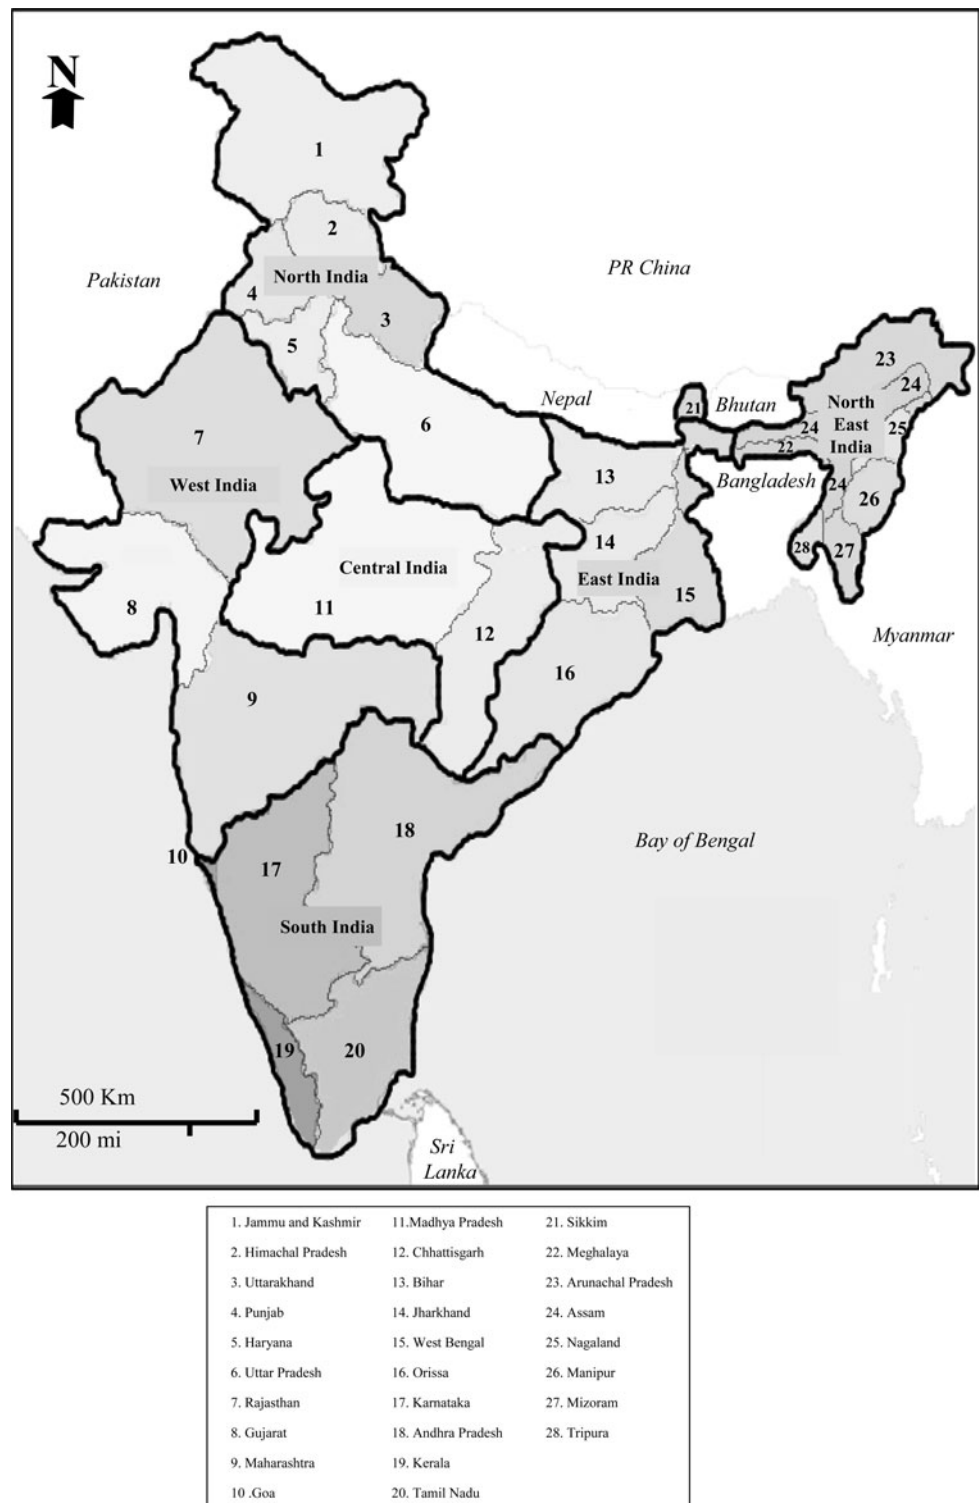 N
1
2
Pakistan
North India
PR China
4
3
5
23
24
Nepal
21
Bhutan
North
East
India
6
24
25
7
22
13
Bangladesh
West India
24
26
14
28
27
Central India
East India
8
11
15
12
Myanmar
9
16
18
Bay of Bengal
10
17
South India
19
20
500 Km
200 mi
Sri
Lanka
1. Jammu and Kashmir
2. Himachal Pradesh
3. Uttarakhand
4. Punjab
5. Haryana
6. Uttar Pradesh
7. Rajasthan
8. Gujarat
9. Maharashtra
10 .Goa
11.Madhya Pradesh
12. Chhattisgarh
13. Bihar
14. Jharkhand
15. West Bengal
16. Orissa
17. Karnataka
18. Andhra Pradesh
19. Kerala
20. Tamil Nadu
21. Sikkim
22. Meghalaya
23. Arunachal Pradesh
24. Assam
25. Nagaland
26. Manipur
27. Mizoram
28. Tripura